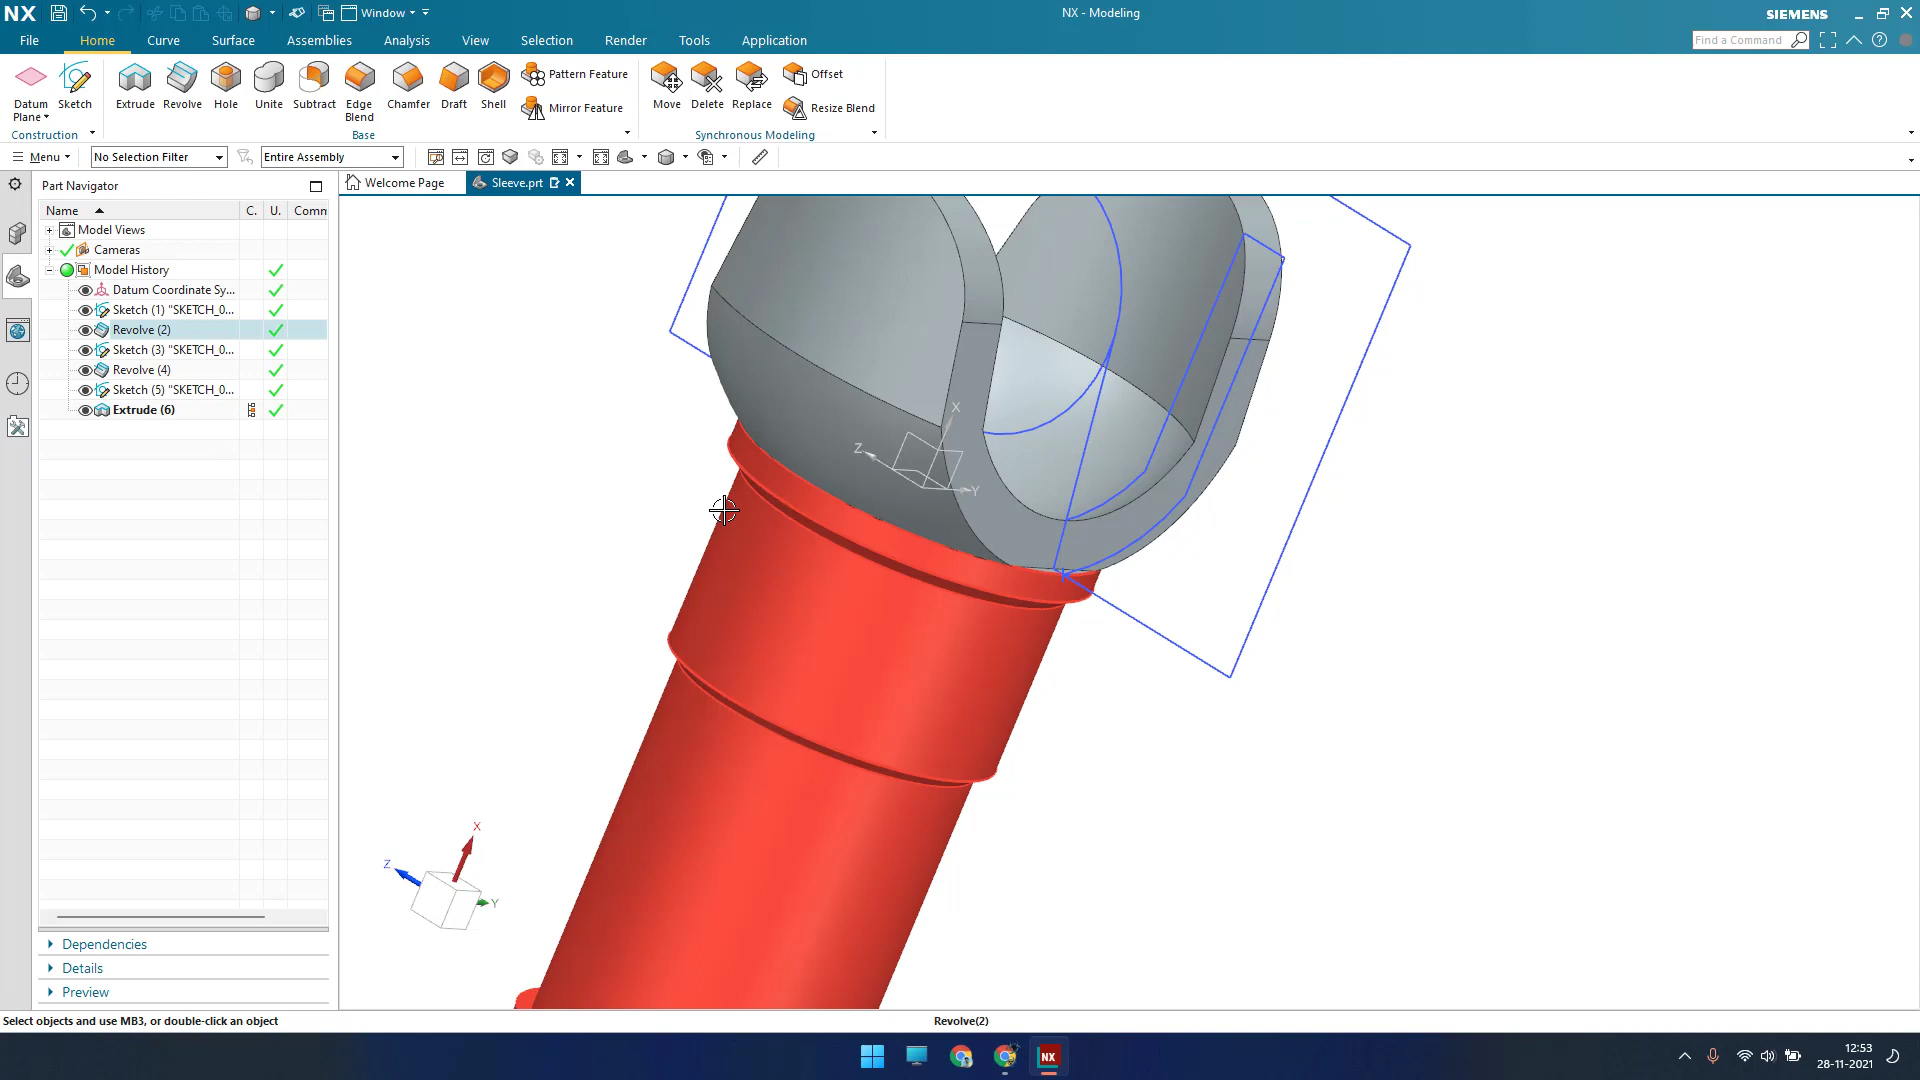 NX
Window
NX - Modeling
SIEMENS
File
Home
Curve
Surface
Assemblies
Analysis
View
Selection
Render
Tools
Application
Find a Command
Datum Plane
Sketch
Extrude
Revolve
Hole
Unite
Subtract
Edge Blend
Chamfer
Draft
Shell
Pattern Feature
Mirror Feature
Move
Delete
Replace
Offset
Resize Blend
Construction
Base
Synchronous Modeling
Menu
No Selection Filter
Entire Assembly
Part Navigator
Welcome Page
Sleeve.prt
Name
C.
U.
Comm
Model Views
Cameras
Model History
Datum Coordinate Sy...
Sketch (1) "SKETCH_0...
Revolve (2)
Sketch (3) "SKETCH_0...
Revolve (4)
Sketch (5) "SKETCH_0...
Extrude (6)
X
Z
Y
X
Z
Y
Dependencies
Details
Preview
Select objects and use MB3, or double-click an object
Revolve(2)
NX
12:53
28-11-2021